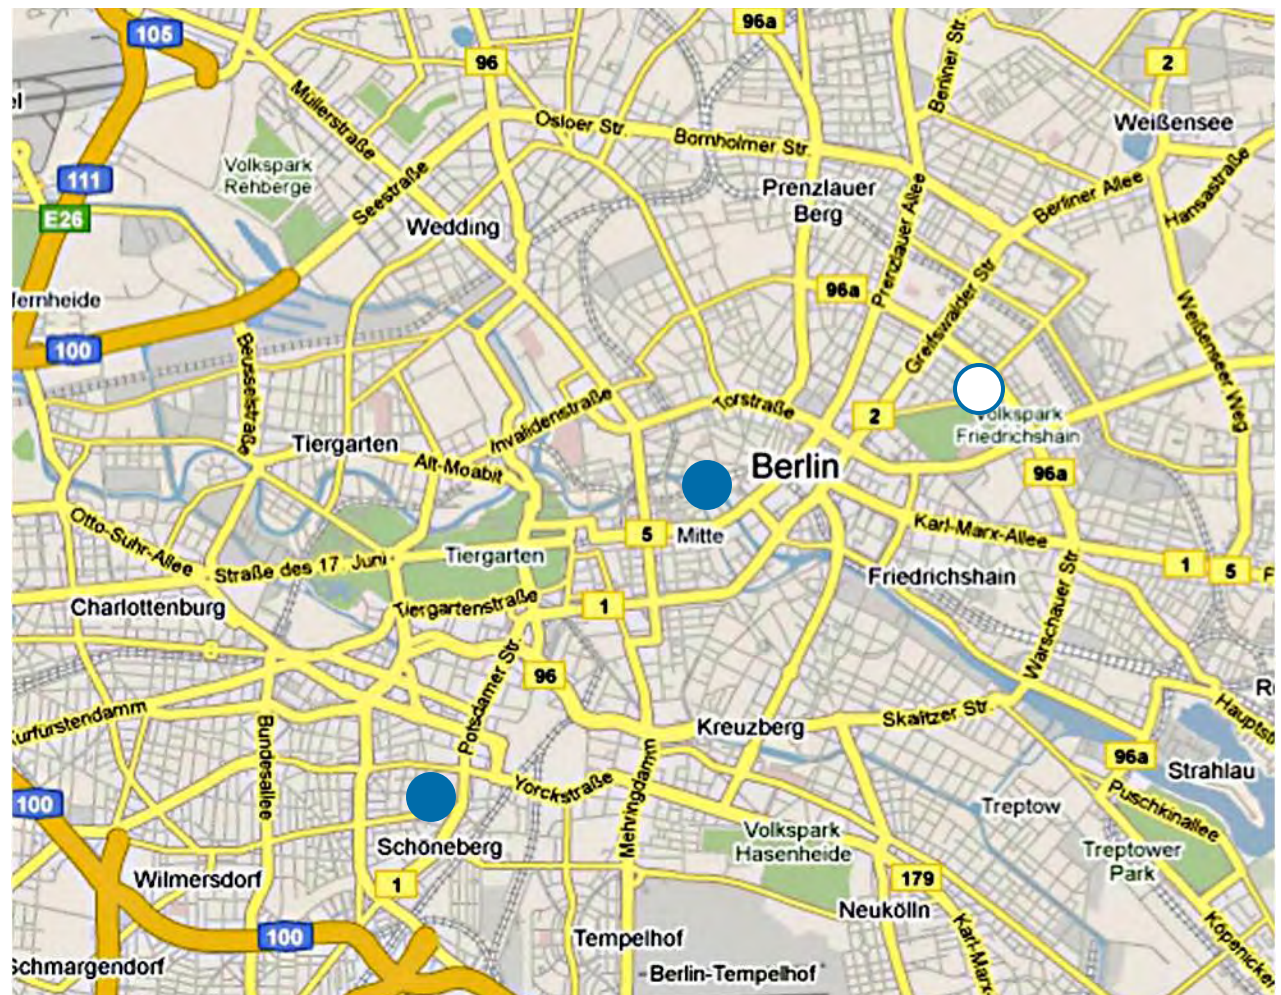 96a
105
96
2
Berliner Str.
el
Müllerstraße
Osloer Str.
Bornholmer Str.
Weißensee
Volkspark
Rehberge
111
Seestraße
Prenzlauer
Berg
Prenzlauer Allee
Berliner Allee
Hansastraße
E26
Wedding
96a
fernheide
Greifswalder Str.
Weißenseer Weg
100
Beusselstraße
Invalidenstraße
Torstraße
2
Volkspark
Friedrichshain
Tiergarten
Alt-Moabit
Berlin
96a
Otto-Suhr-Allee
5
Mitte
Karl-Marx-Allee
Tiergarten
Straße des 17. Juni
1
5
F
Friedrichshain
Charlottenburg
Tiergartenstraße
1
Warschauer Str.
96
Potsdamer Str.
R
urfürstendamm
Bundesallee
Kreuzberg
Skalitzer Str.
Hauptst
96a
Strahlau
100
Yorckstraße
Mehringdamm
Treptow
Puschkinallee
Schöneberg
Volkspark
Hasenheide
Treptower
Park
Wilmersdorf
1
179
Neukölln
100
Tempelhof
Karl-Marx-
Köpenicker
Schmargendorf
Berlin-Tempelhof